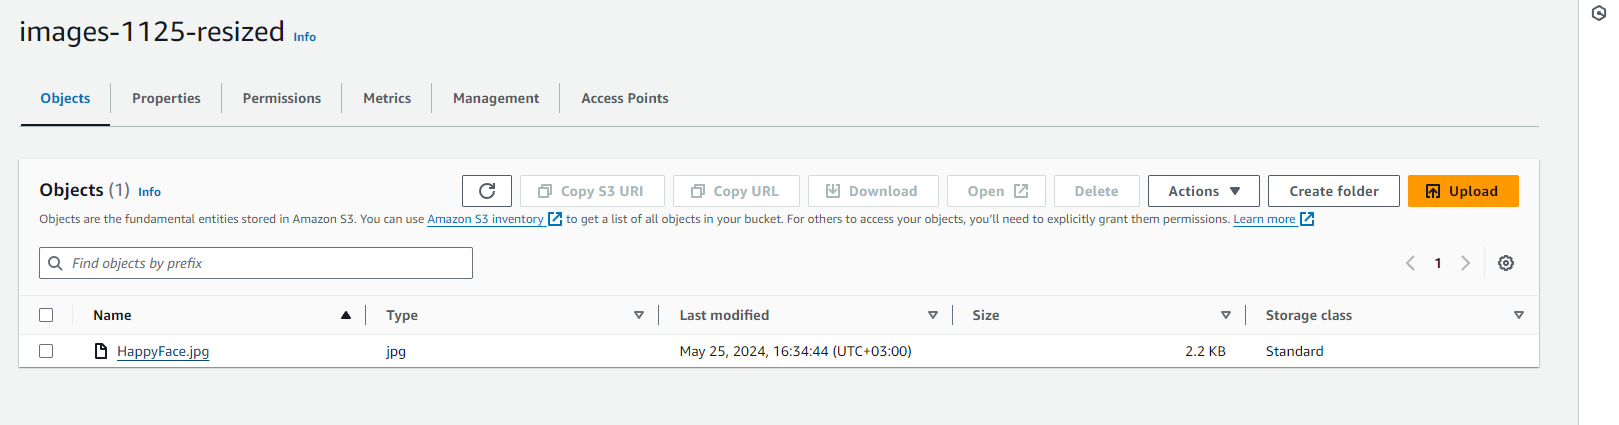 images-1125-resized Info
Objects Properties Permissions Metrics Management Access Points
Objects (1) Info Copy S3 URI Copy URL Download Open Delete Actions Create folder Upload
Objects are the fundamental entities stored in Amazon S3. You can use Amazon S3 inventory to get a list of all objects in your bucket. For others to access your objects, you'll need to explicitly grant them permissions. Learn more
Find objects by prefix 1
Name Type Last modified Size Storage class
HappyFace.jpg jpg May 25, 2024, 16:34:44 (UTC+03:00) 2.2 KB Standard